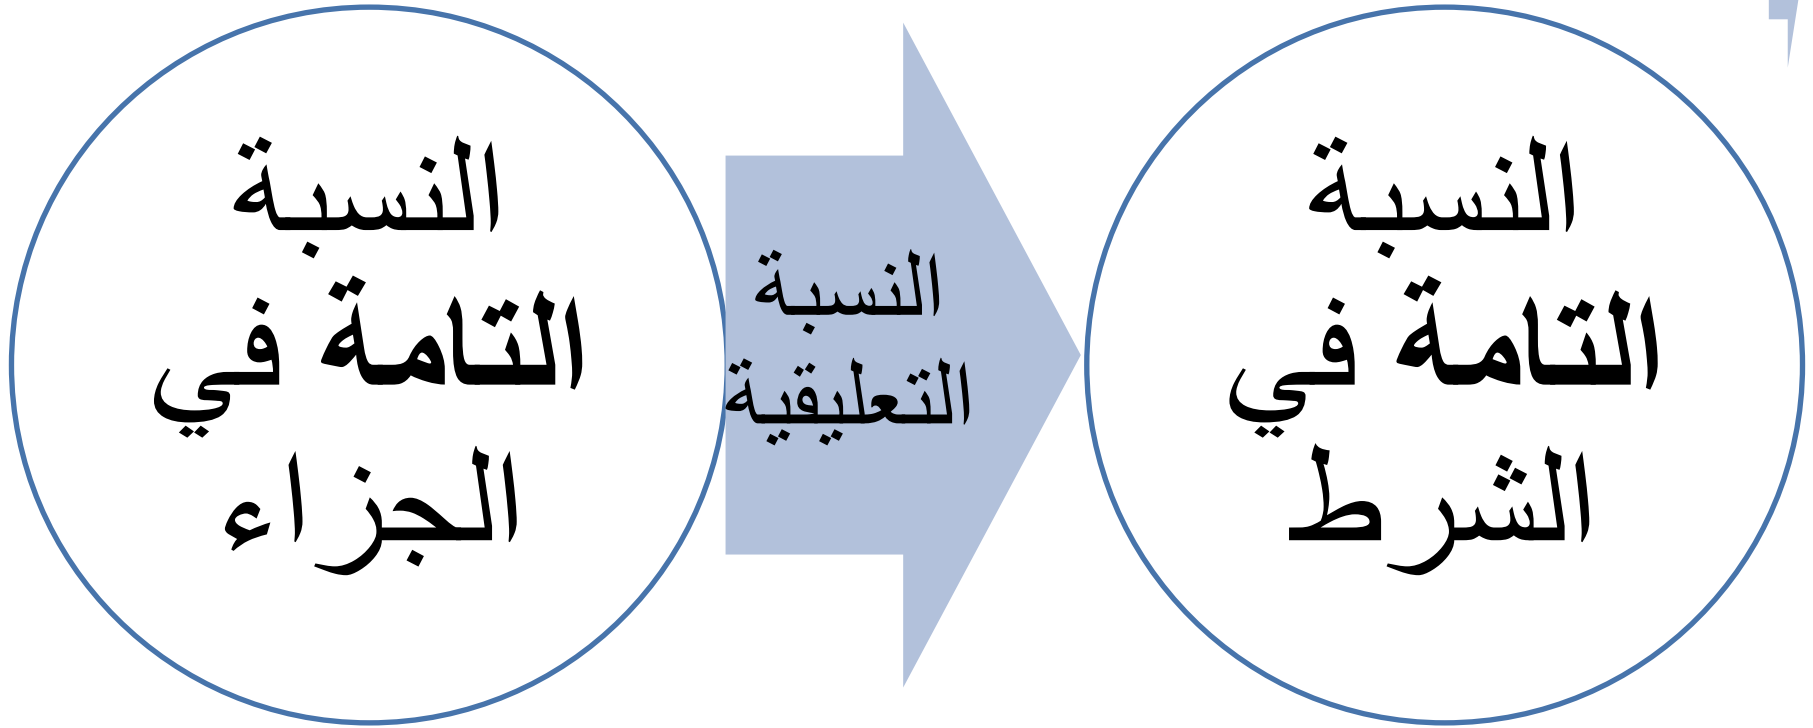 النسبة
التامة في
الشرط
النسبة
التعليقية
النسبة
التامة في
الجزاء